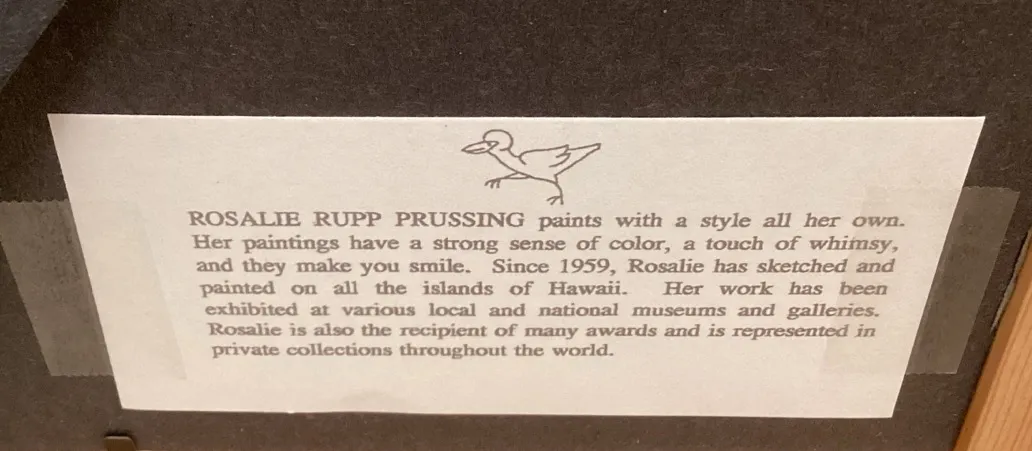 ROSALIE RUPP PRUSSING paints with a style all her own.
Her paintings have a strong sense of color, a touch of whimsy,
and they make you smile. Since 1959, Rosalie has sketched and
painted on all the islands of Hawaii. Her work has been
exhibited at various local and national museums and galleries.
Rosalie is also the recipient of many awards and is represented in
private collections throughout the world.